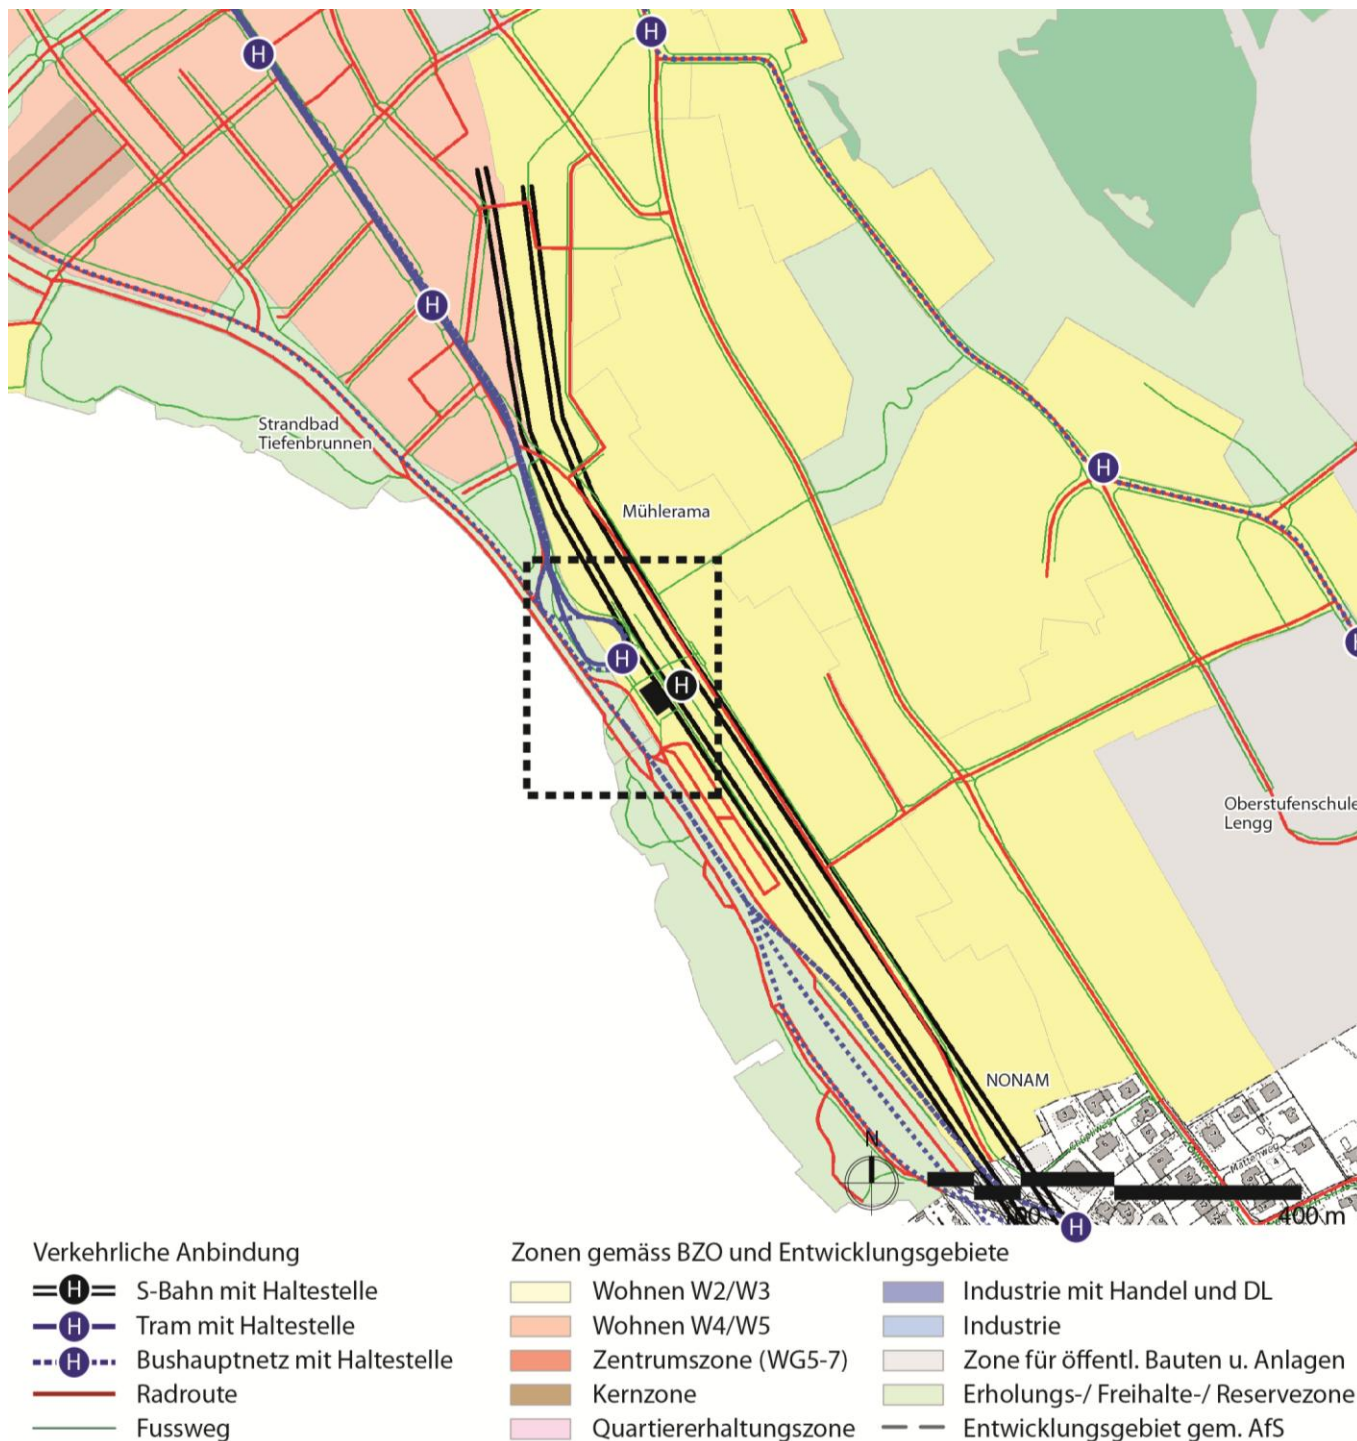 H
H
H
Strandbad
Tiefenbrunnen
H
Mühlerama
H
H
Oberstufenschule
Lengg
NONAM
N
Mattenweg
100
400 m
H
Verkehrliche Anbindung
H S-Bahn mit Haltestelle
H Tram mit Haltestelle
H Bushauptnetz mit Haltestelle
Radroute
Fussweg
Zonen gemäss BZO und Entwicklungsgebiete
Wohnen W2/W3
Wohnen W4/W5
Zentrumszone (WG5-7)
Kernzone
Quartiererhaltungszone
Industrie mit Handel und DL
Industrie
Zone für öffentl. Bauten u. Anlagen
Erholungs-/ Freihalte-/ Reservezone
Entwicklungsgebiet gem. AfS